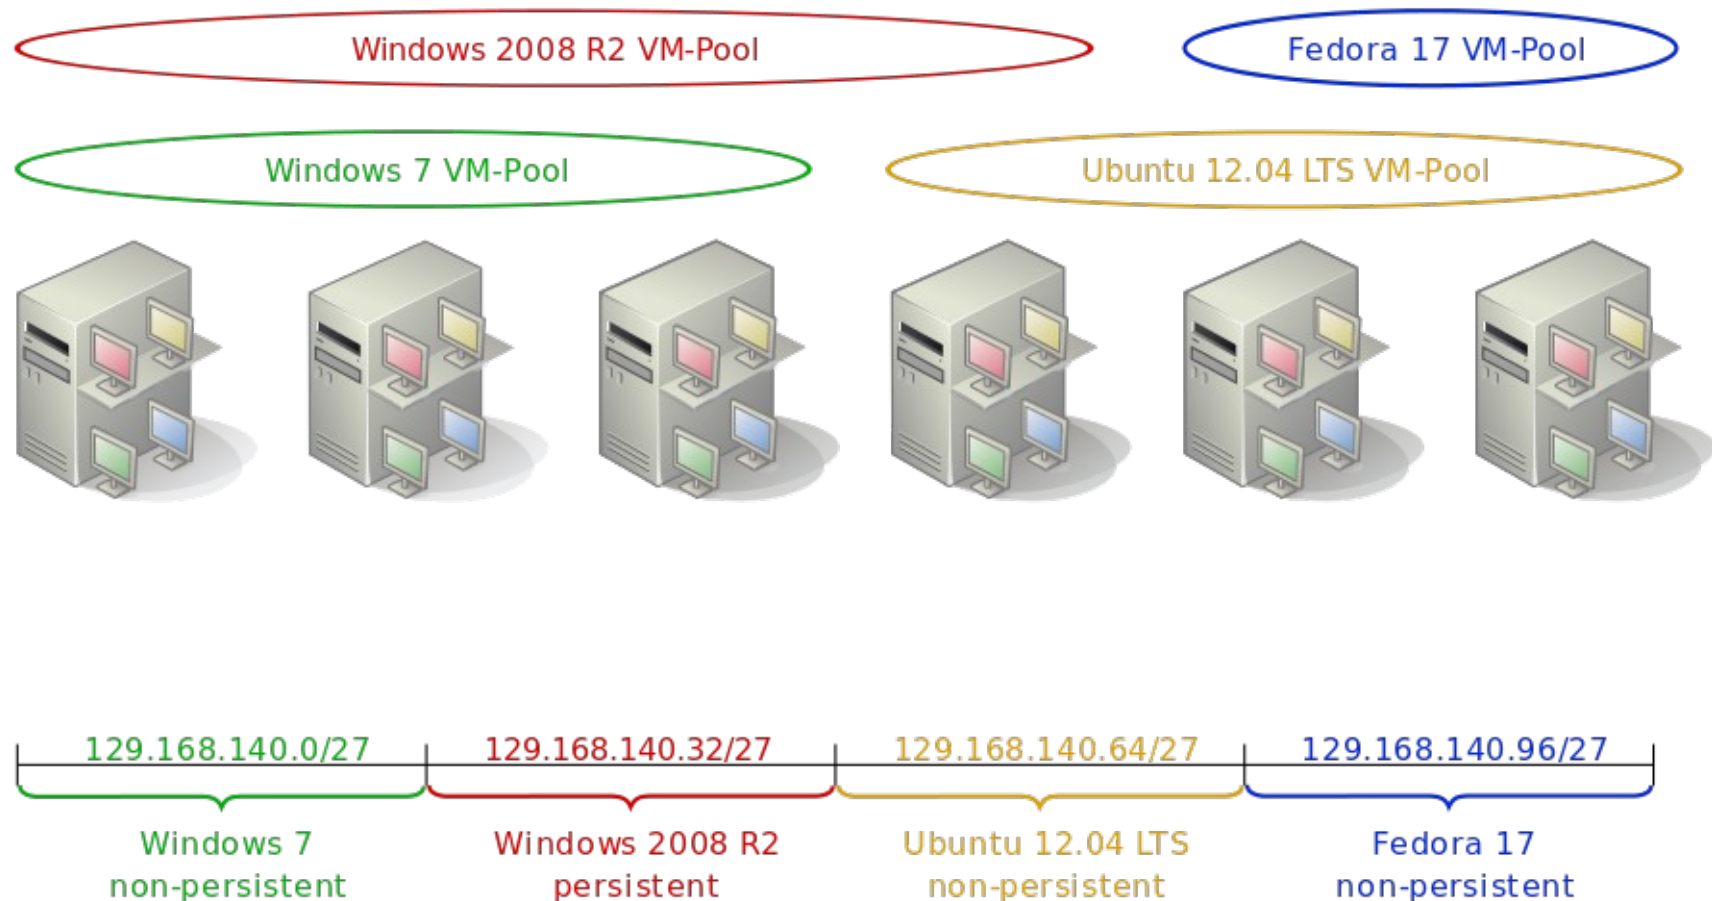 Windows 2008 R2 VM-Pool
Fedora 17 VM-Pool
Windows 7 VM-Pool
Ubuntu 12.04 LTS VM-Pool
129.168.140.0/27
129.168.140.32/27
129.168.140.64/27
129.168.140.96/27
Windows 7
non-persistent
Windows 2008 R2
persistent
Ubuntu 12.04 LTS
non-persistent
Fedora 17
non-persistent